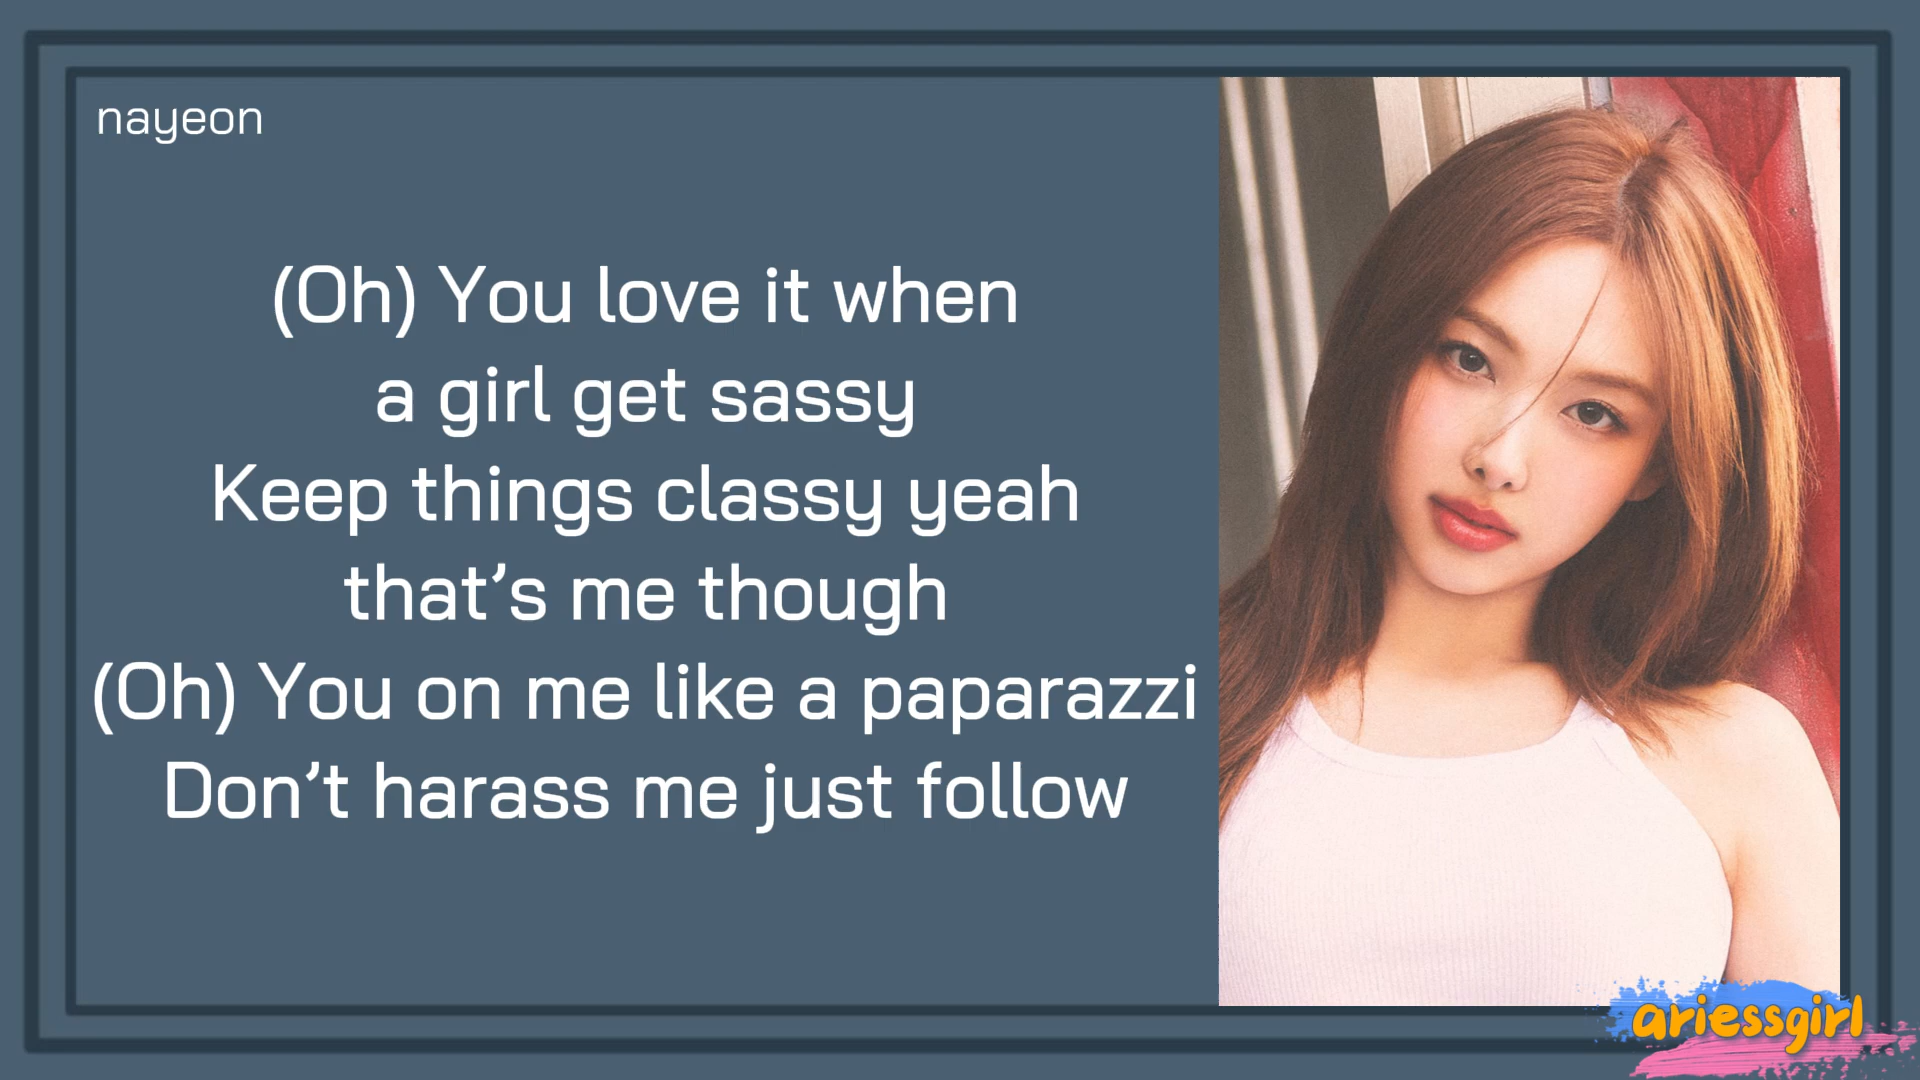 nayeon
(Oh) You love it when
a girl get sassy
Keep things classy yeah
that’s me though
(Oh) You on me like a paparazzi
Don’t harass me just follow
ariessgirl